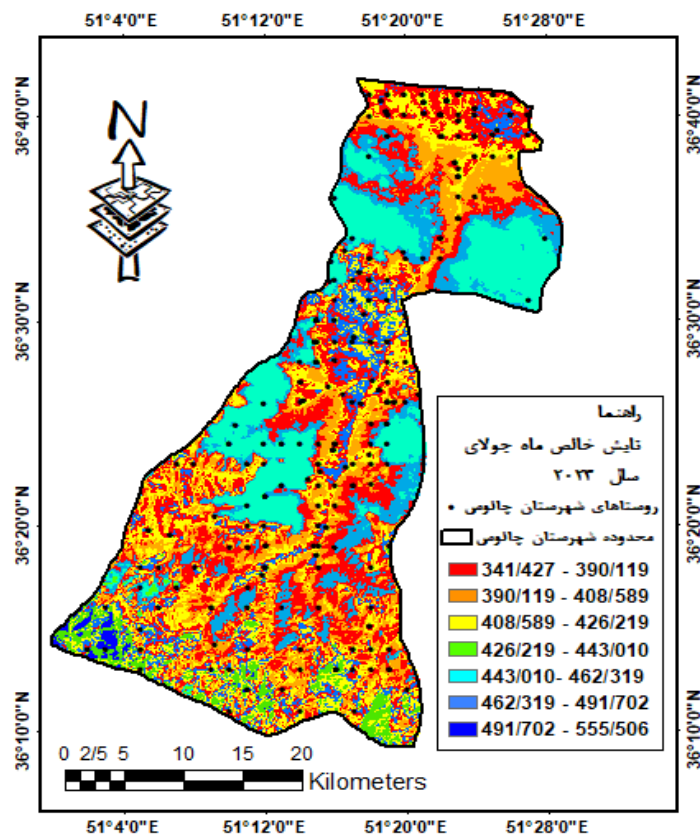 51°4'0"E 51°12'0"E 51°20'0"E 51°28'0"E
36°40'0"N 36°40'0"N
N
36°30'0"N 36°30'0"N
راهنما
تابش خالص ماه جولای
سال ۲۰۲۳
روستاهای شهرستان چالوس
محدوده شهرستان چالوس
36°20'0"N 36°20'0"N
341/427 - 390/119
390/119 - 408/589
408/589 - 426/219
426/219 - 443/010
443/010- 462/319
462/319 - 491/702
491/702 - 555/506
36°10'0"N 36°10'0"N
0 2/5 5 10 15 20
Kilometers
51°4'0"E 51°12'0"E 51°20'0"E 51°28'0"E